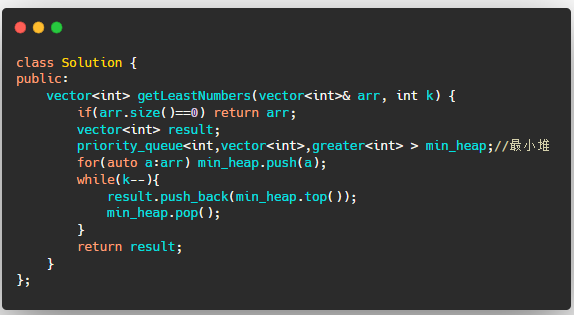 class Solution {
public:
    vector<int> getLeastNumbers(vector<int>& arr, int k) {
        if(arr.size()==0) return arr;
        vector<int> result;
        priority_queue<int,vector<int>,greater<int> > min_heap;//最小堆
        for(auto a:arr) min_heap.push(a);
        while(k--){
            result.push_back(min_heap.top());
            min_heap.pop();
        }
        return result;
    }
};